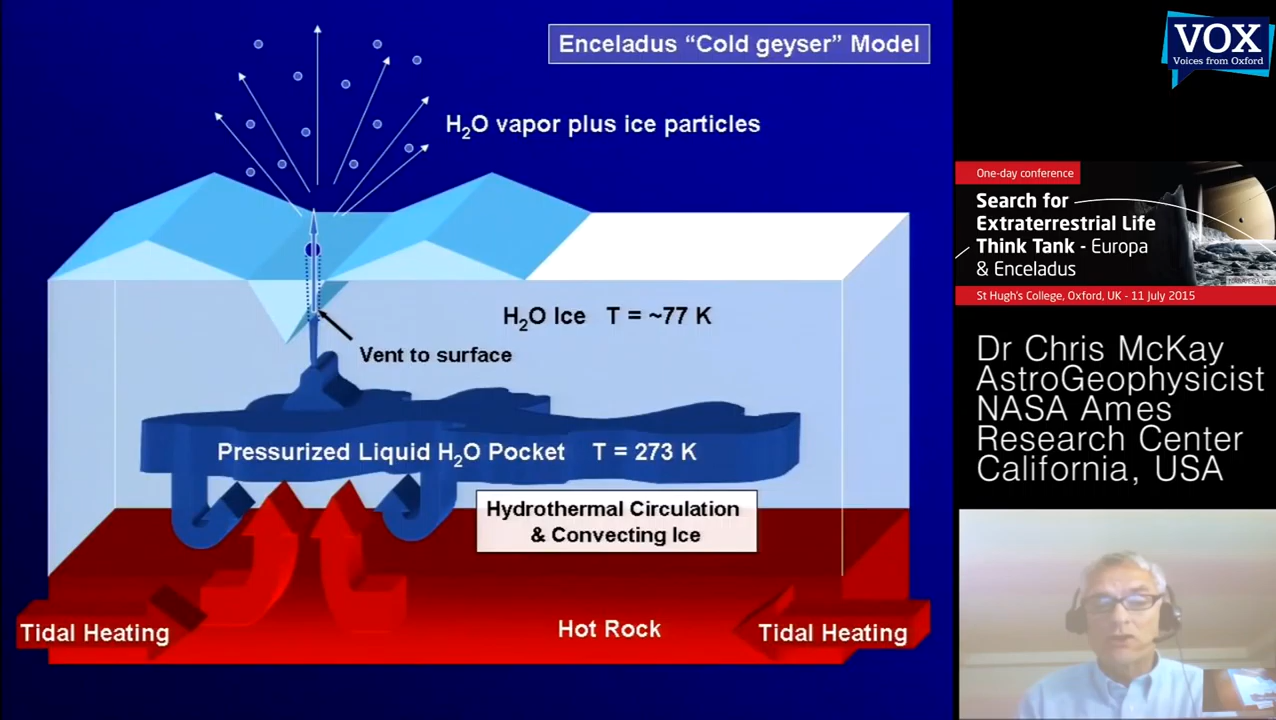 Enceladus “Cold geyser” Model
H₂O vapor plus ice particles
H₂O Ice T = ~77 K
Vent to surface
Pressurized Liquid H₂O Pocket T = 273 K
Hydrothermal Circulation
& Convecting Ice
Tidal Heating
Hot Rock
Tidal Heating
VOX
Voices from Oxford
One-day conference
Search for
Extraterrestrial Life
Think Tank - Europa
& Enceladus
St Hugh's College, Oxford, UK - 11 July 2015
Dr Chris McKay
AstroGeophysicist
NASA Ames
Research Center
California, USA